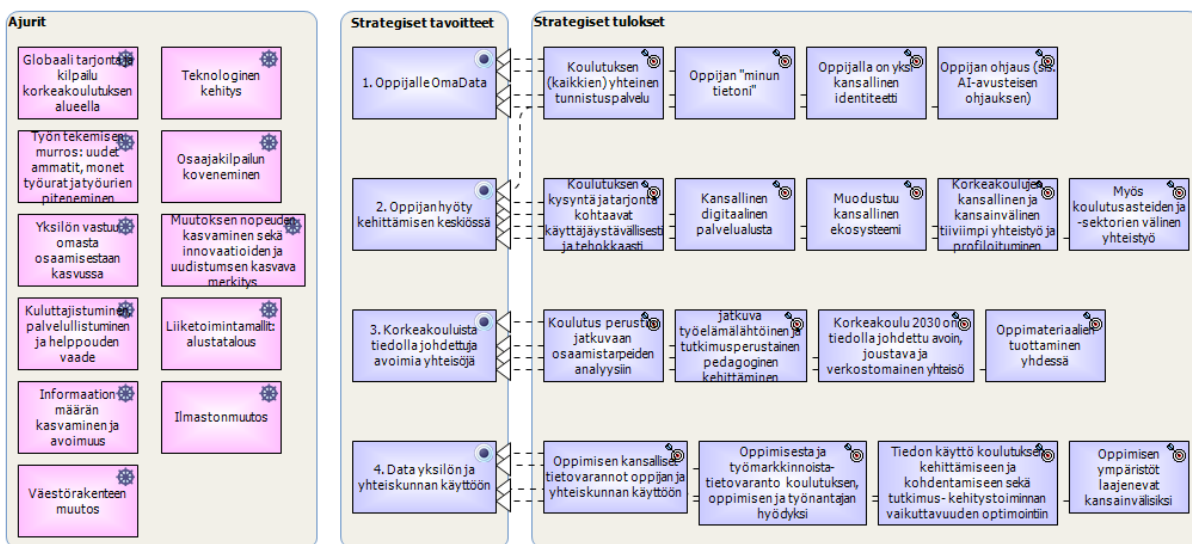 Ajurit
Globaali tarjonta ja
kilpailu
korkeakoulutuksen
alueella
Teknologinen
kehitys
Työn tekemisen
murros: uudet
ammatit, monet
työurat ja työurien
piteneminen
Osaajakilpailun
koveneminen
Yksilön vastuu
omasta
osaamisestaan
kasvussa
Muutoksen nopeuden
kasvaminen sekä
innovaatioiden ja
uudistumsen kasvava
merkitys
Kuluttajistuminen,
palvelullistuminen
ja helppouden
vaade
Liiketoimintamallit:
alustatalous
Informaation
määrän
kasvaminen ja
avoimuus
Ilmastonmuutos
Väestörakenteen
muutos
Strategiset tavoitteet
1. Oppijalle OmaData
2. Oppijan hyöty
kehittämisen keskiössä
3. Korkeakouluista
tiedolla johdettuja
avoimia yhteisöjä
4. Data yksilön ja
yhteiskunnan käyttöön
Strategiset tulokset
Koulutuksen
(kaikkien) yhteinen
tunnistuspalvelu
Oppijan "minun
tietoni"
Oppijalla on yksi
kansallinen
identiteetti
Oppijan ohjaus (sis.
AI-avusteisen
ohjauksen)
Koulutuksen
kysyntä ja tarjonta
kohtaavat
käyttäjäystävällisesti
ja tehokkaasti
Kansallinen
digitaalinen
palvelualusta
Muodostuu
kansallinen
ekosysteemi
Korkeakoulujen
kansallinen ja
kansainvälinen
tiiviimpi yhteistyö ja
profiloituminen
Myös
koulutusasteiden ja
-sektorien välinen
yhteistyö
Koulutus perustuu
jatkuvaan
osaamistarpeiden
analyysiin
jatkuva
työelämälähtöinen ja
tutkimusperustainen
pedagoginen
kehittäminen
Korkeakoulu 2030 on
tiedolla johdettu avoin,
joustava ja
verkostomainen yhteisö
Oppimateriaalien
tuottaminen
yhdessä
Oppimisen kansalliset
tietovarannot oppijan ja
yhteiskunnan käyttöön
Oppimisesta ja
työmarkkinnoista-
tietovaranto koulutuksen,
oppimisen ja työnantajan
hyödyksi
Tiedon käyttö koulutuksen
kehittämiseen ja
kohdentamiseen sekä
tutkimus- kehitystoiminnan
vaikuttavuuden optimointiin
Oppimisen
ympäristöt
laajenevat
kansainvälisiksi